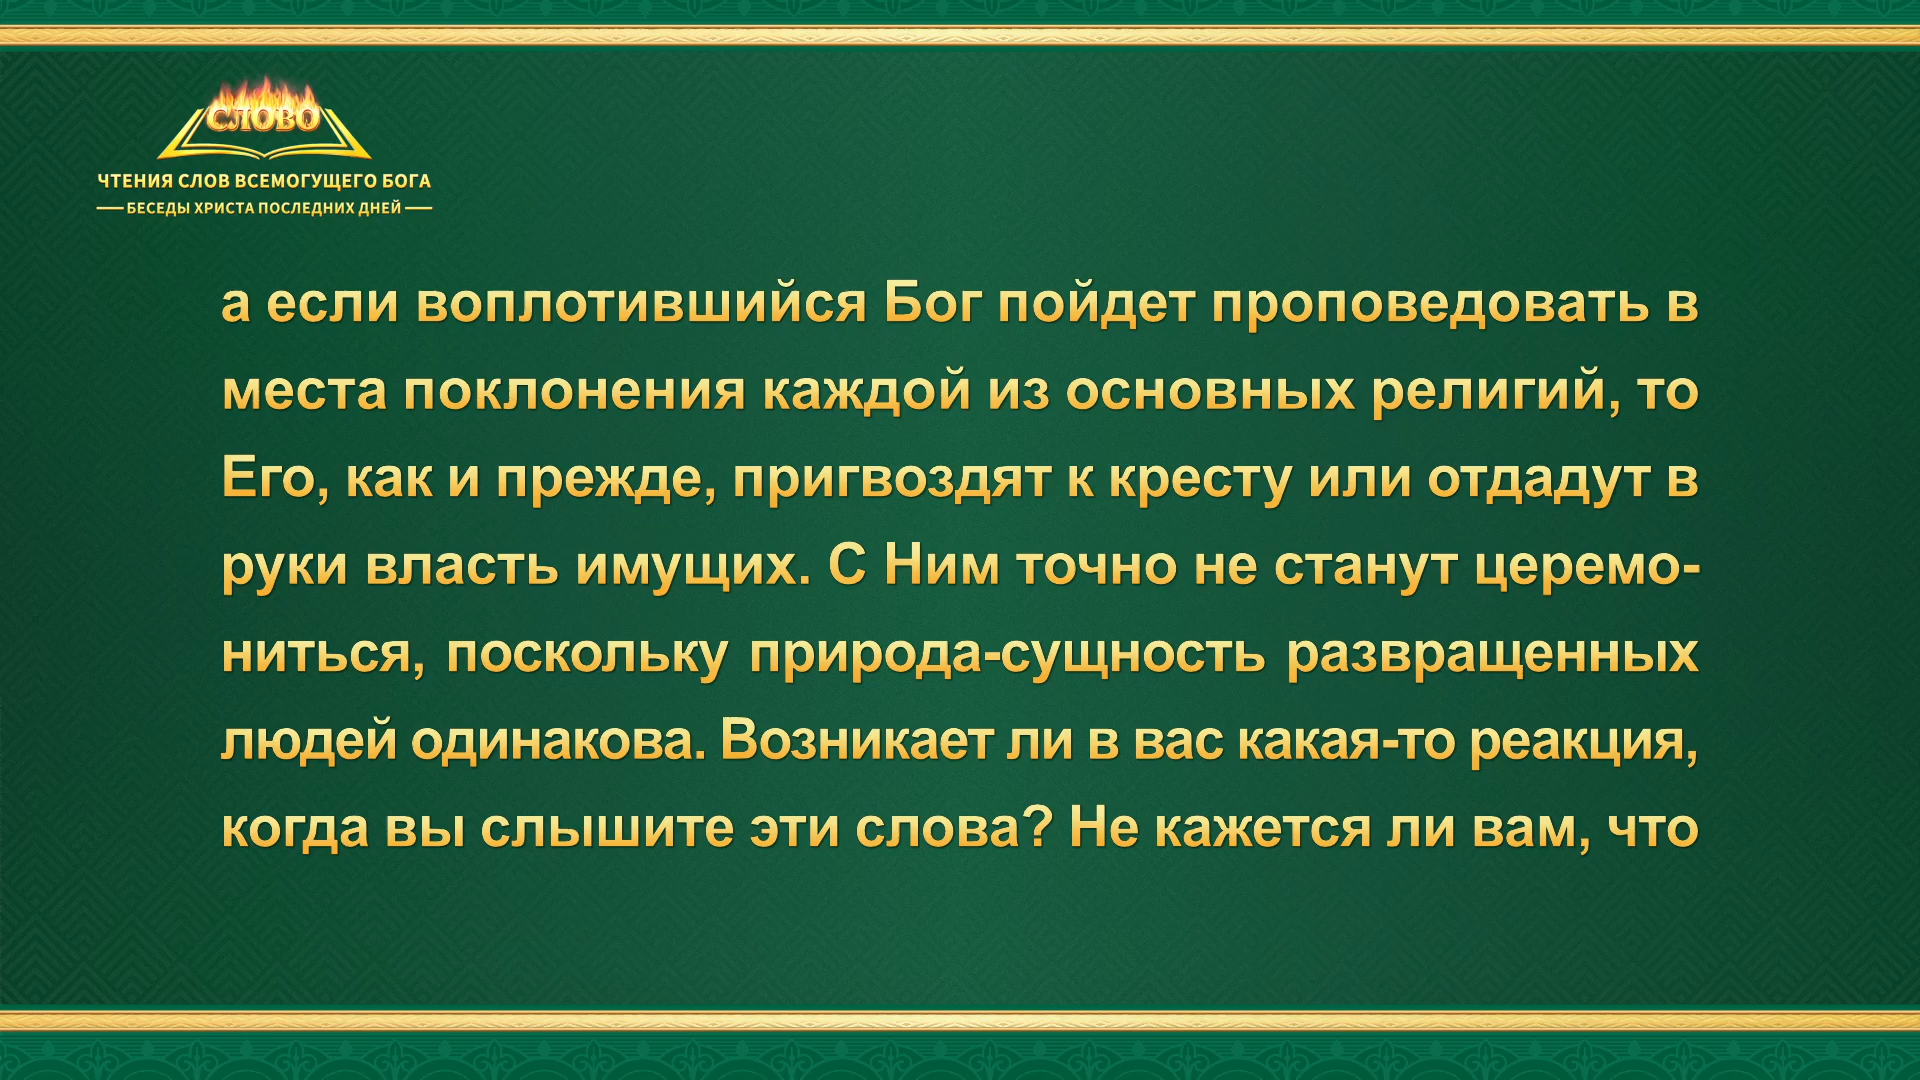 СЛОВО
ЧТЕНИЯ СЛОВ ВСЕМОГУЩЕГО БОГА
БЕСЕДЫ ХРИСТА ПОСЛЕДНИХ ДНЕЙ
а если воплотившийся Бог пойдет проповедовать в
места поклонения каждой из основных религий, то
Его, как и прежде, пригвоздят к кресту или отдадут в
руки власть имущих. С Ним точно не станут церемо-
ниться, поскольку природа-сущность развращенных
людей одинакова. Возникает ли в вас какая-то реакция,
когда вы слышите эти слова? Не кажется ли вам, что